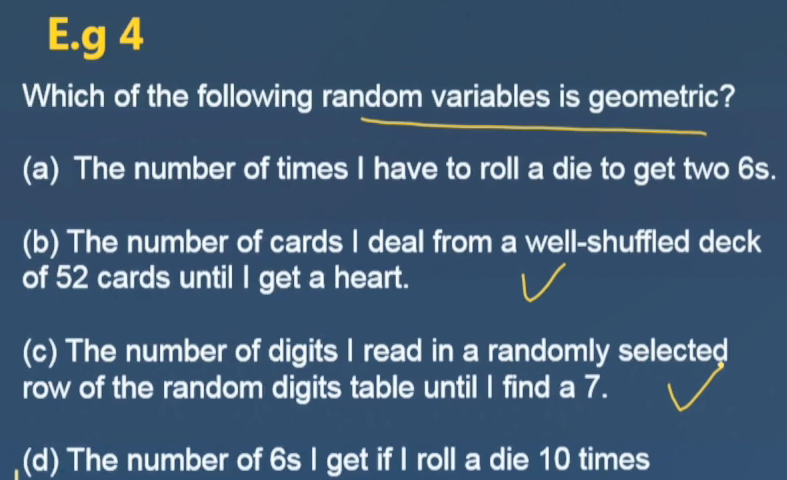 E.g 4
Which of the following random variables is geometric?
(a) The number of times I have to roll a die to get two 6s.
(b) The number of cards I deal from a well-shuffled deck
of 52 cards until I get a heart.
(c) The number of digits I read in a randomly selected
row of the random digits table until I find a 7.
(d) The number of 6s I get if I roll a die 10 times